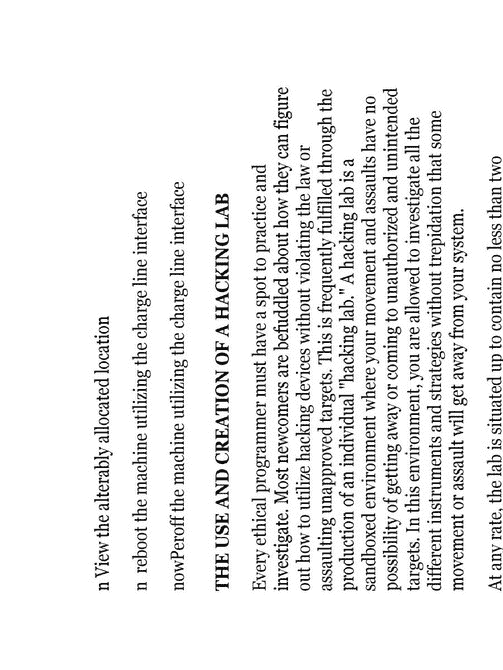 n View the alterably allocated location
n reboot the machine utilizing the charge line interface
nowPeroff the machine utilizing the charge line interface
THE USE AND CREATION OF A HACKING LAB
Every ethical programmer must have a spot to practice and
investigate. Most newcomers are befuddled about how they can figure
out how to utilize hacking devices without violating the law or
assaulting unapproved targets. This is frequently fulfilled through the
production of an individual "hacking lab." A hacking lab is a
sandboxed environment where your movement and assaults have no
possibility of getting away or coming to unauthorized and unintended
targets. In this environment, you are allowed to investigate all the
different instruments and strategies without trepidation that some
movement or assault will get away from your system.
At any rate, the lab is situated up to contain no less than two